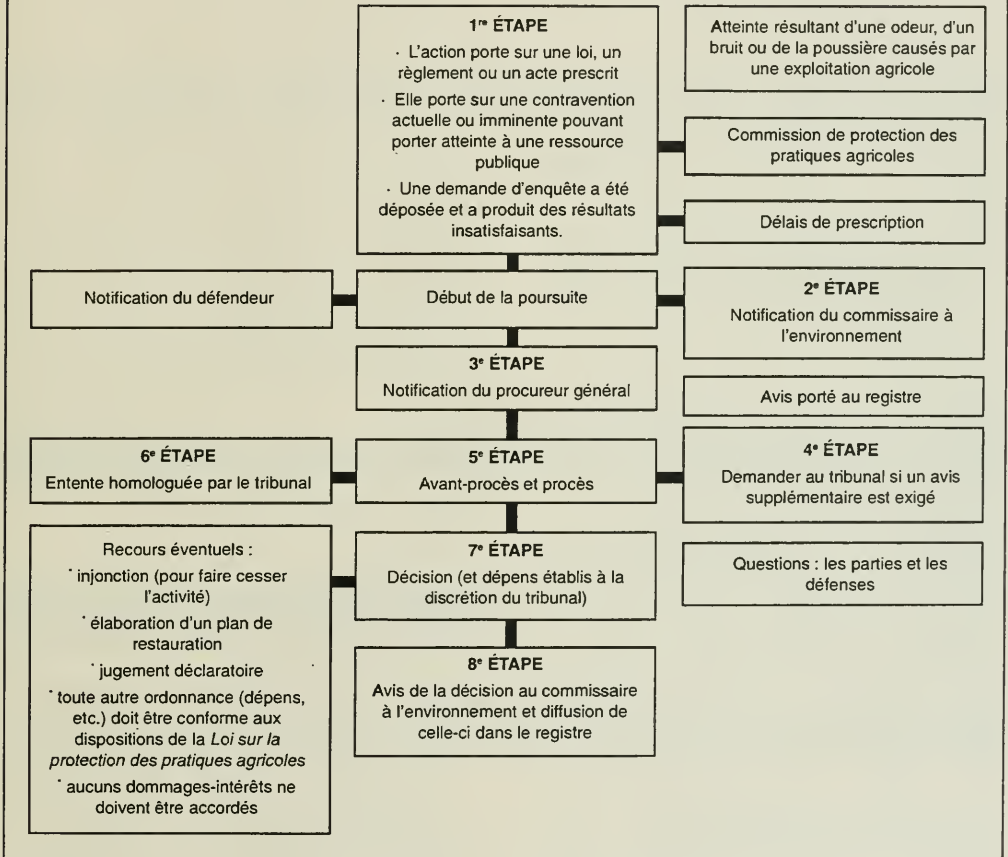 1re ÉTAPE
· L'action porte sur une loi, un
règlement ou un acte prescrit
· Elle porte sur une contravention
actuelle ou imminente pouvant
porter atteinte à une ressource
publique
· Une demande d'enquête a été
déposée et a produit des résultats
insatisfaisants.
Atteinte résultant d'une odeur, d'un
bruit ou de la poussière causés par
une exploitation agricole
Commission de protection des
pratiques agricoles
Délais de prescription
Notification du défendeur
Début de la poursuite
2e ÉTAPE
Notification du commissaire à
l'environnement
3e ÉTAPE
Notification du procureur général
Avis porté au registre
6e ÉTAPE
Entente homologuée par le tribunal
5e ÉTAPE
Avant-procès et procès
4e ÉTAPE
Demander au tribunal si un avis
supplémentaire est exigé
Recours éventuels :
· injonction (pour faire cesser
l'activité)
· élaboration d'un plan de
restauration
· jugement déclaratoire
· toute autre ordonnance (dépens,
etc.) doit être conforme aux
dispositions de la Loi sur la
protection des pratiques agricoles
· aucuns dommages-intérêts ne
doivent être accordés
7e ÉTAPE
Décision (et dépens établis à la
discrétion du tribunal)
Questions : les parties et les
défenses
8e ÉTAPE
Avis de la décision au commissaire
à l'environnement et diffusion de
celle-ci dans le registre